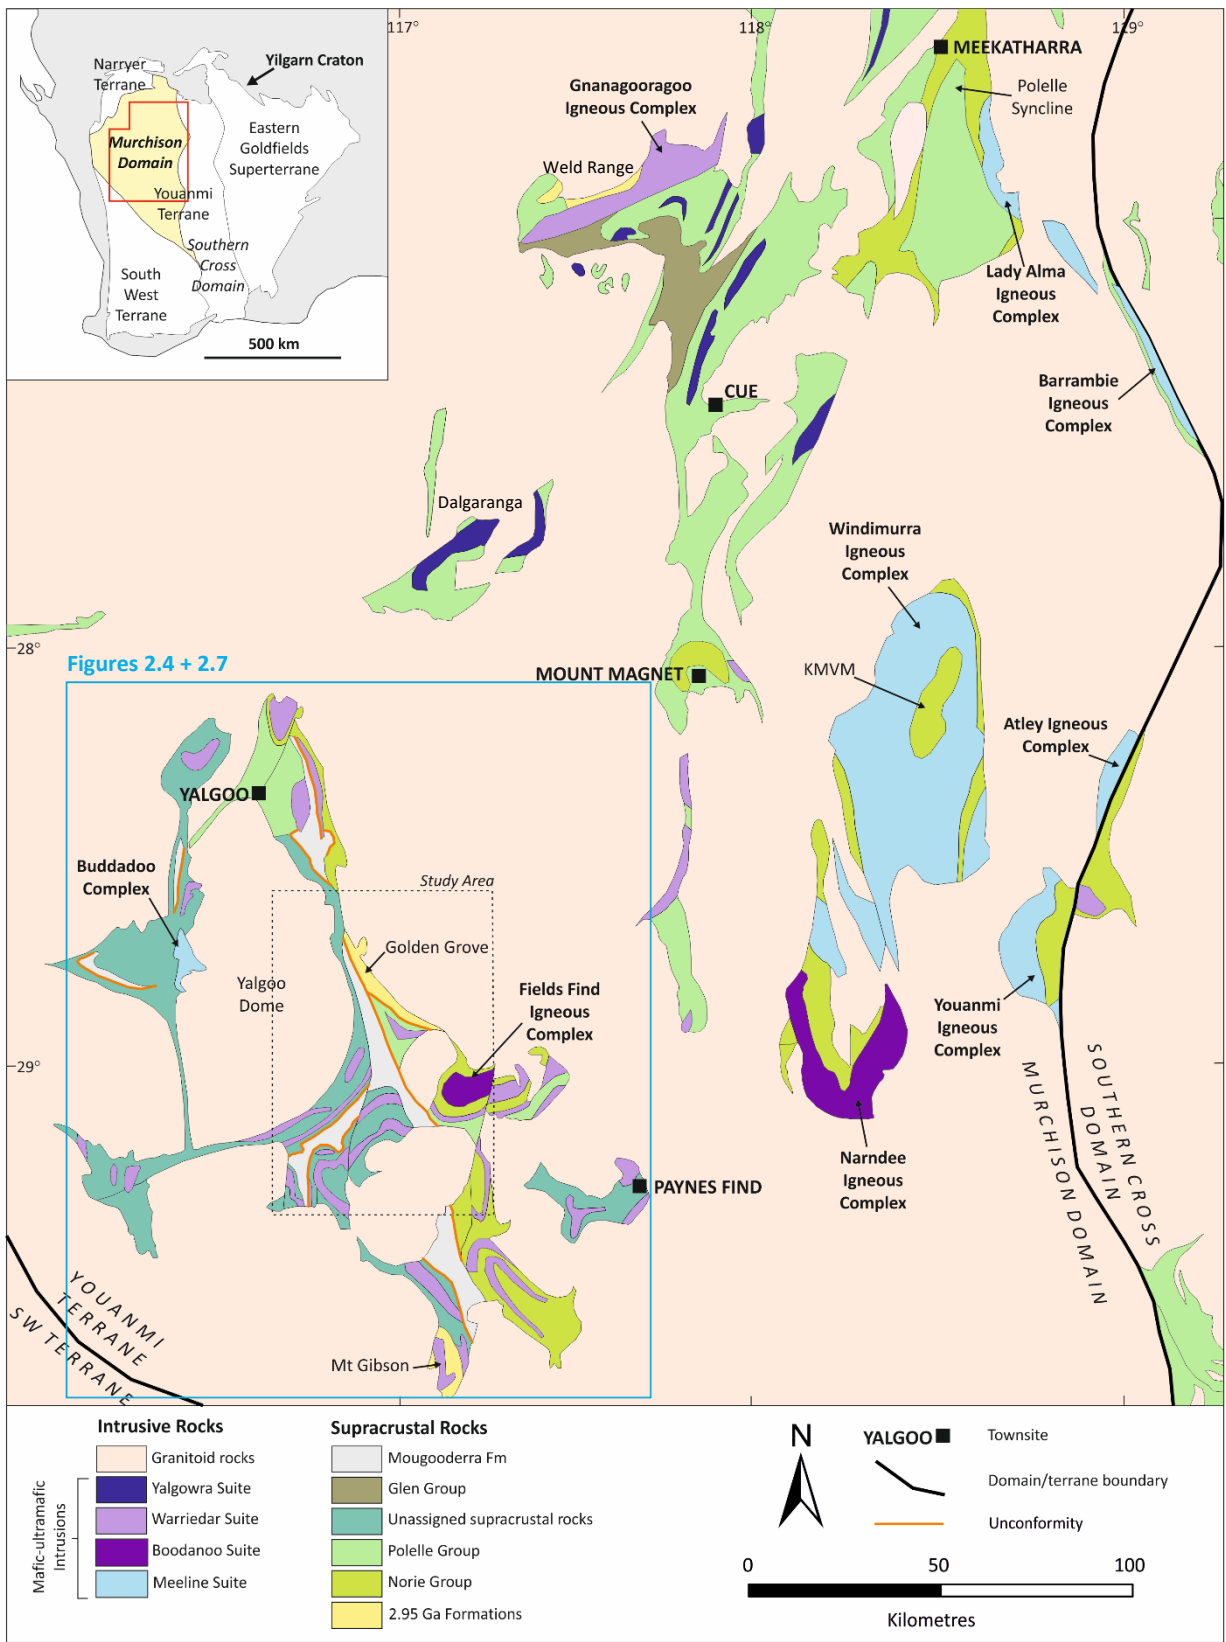 117°
118°
119°
Narryer
Terrane
Yilgarn Craton
Murchison
Domain
Eastern
Goldfields
Superterrane
Youanmi
Terrane
Southern
Cross
Domain
South
West
Terrane
500 km
MEEKATHARRA
Polelle
Syncline
Gnanagooragoo
Igneous Complex
Weld Range
Lady Alma
Igneous
Complex
Barrambie
Igneous
Complex
CUE
Dalgaranga
Windimurra
Igneous
Complex
28°
Figures 2.4 + 2.7
MOUNT MAGNET
KMVM
Atley Igneous
Complex
YALGOO
Buddadoo
Complex
Study Area
Golden Grove
Yalgoo
Dome
Fields Find
Igneous
Complex
Youanmi
Igneous
Complex
29°
SOUTHERN CROSS
DOMAIN
MURCHISON DOMAIN
Narndee
Igneous
Complex
PAYNES FIND
YOUANMI
TERRANE
SW TERRANE
Mt Gibson
Intrusive Rocks
Granitoid rocks
Mafic-ultramafic
Intrusions
Yalgowra Suite
Warriedar Suite
Boodanoo Suite
Meeline Suite
Supracrustal Rocks
Mougooderra Fm
Glen Group
Unassigned supracrustal rocks
Polelle Group
Norie Group
2.95 Ga Formations
N
YALGOO
Townsite
Domain/terrane boundary
Unconformity
0 50 100
Kilometres